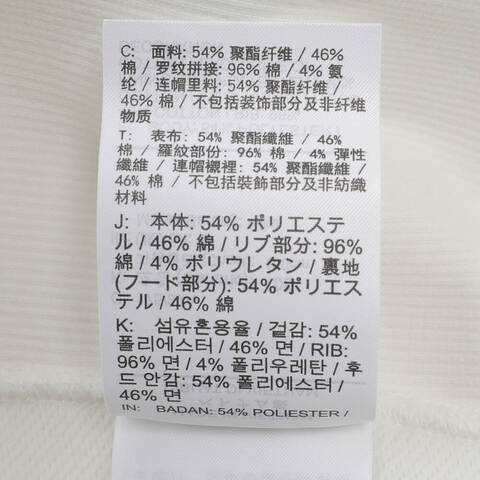 C: 面料: 54% 聚酯纤维 / 46%
棉 / 罗纹拼接: 96% 棉 / 4% 氨
纶 / 连帽里料: 54% 聚酯纤维 /
46% 棉 / 不包括装饰部分及非纤维
物质
T: 表布: 54% 聚酯纖維 / 46%
棉 / 羅紋部份: 96% 棉 / 4% 彈性
纖維 / 連帽襯裡: 54% 聚酯纖維 /
46% 棉 / 不包括裝飾部分及非紡織
材料
J: 本体: 54% ポリエステ
ル / 46% 綿 / リブ部分: 96%
綿 / 4% ポリウレタン / 裏地
(フード部分): 54% ポリエス
テル / 46% 綿
K: 섬유혼용율 / 겉감: 54%
폴리에스터 / 46% 면 / RIB:
96% 면 / 4% 폴리우레탄 / 후
드 안감: 54% 폴리에스터 /
46% 면
IN: BADAN: 54% POLIESTER /